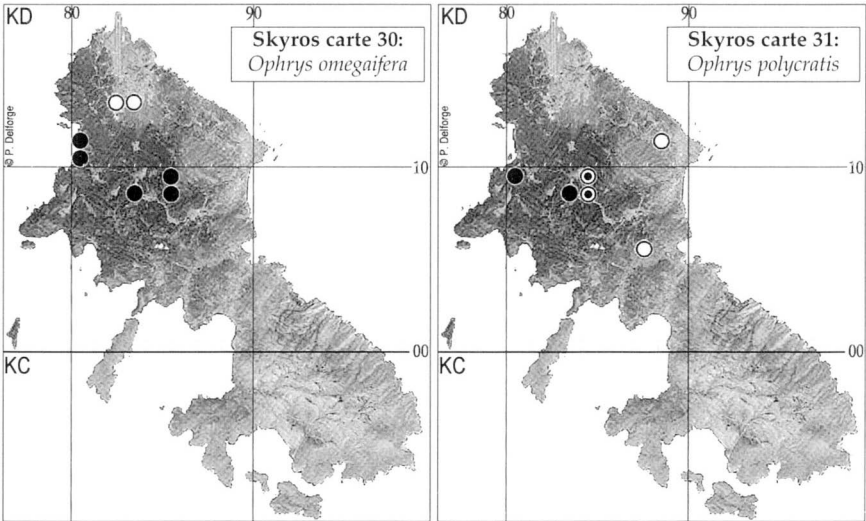 KD
80
90
Skyros carte 30:
Ophrys omegaifera
© P. Delforge
10
00
KC
KD
80
90
Skyros carte 31:
Ophrys polycratis
© P. Delforge
10
00
KC